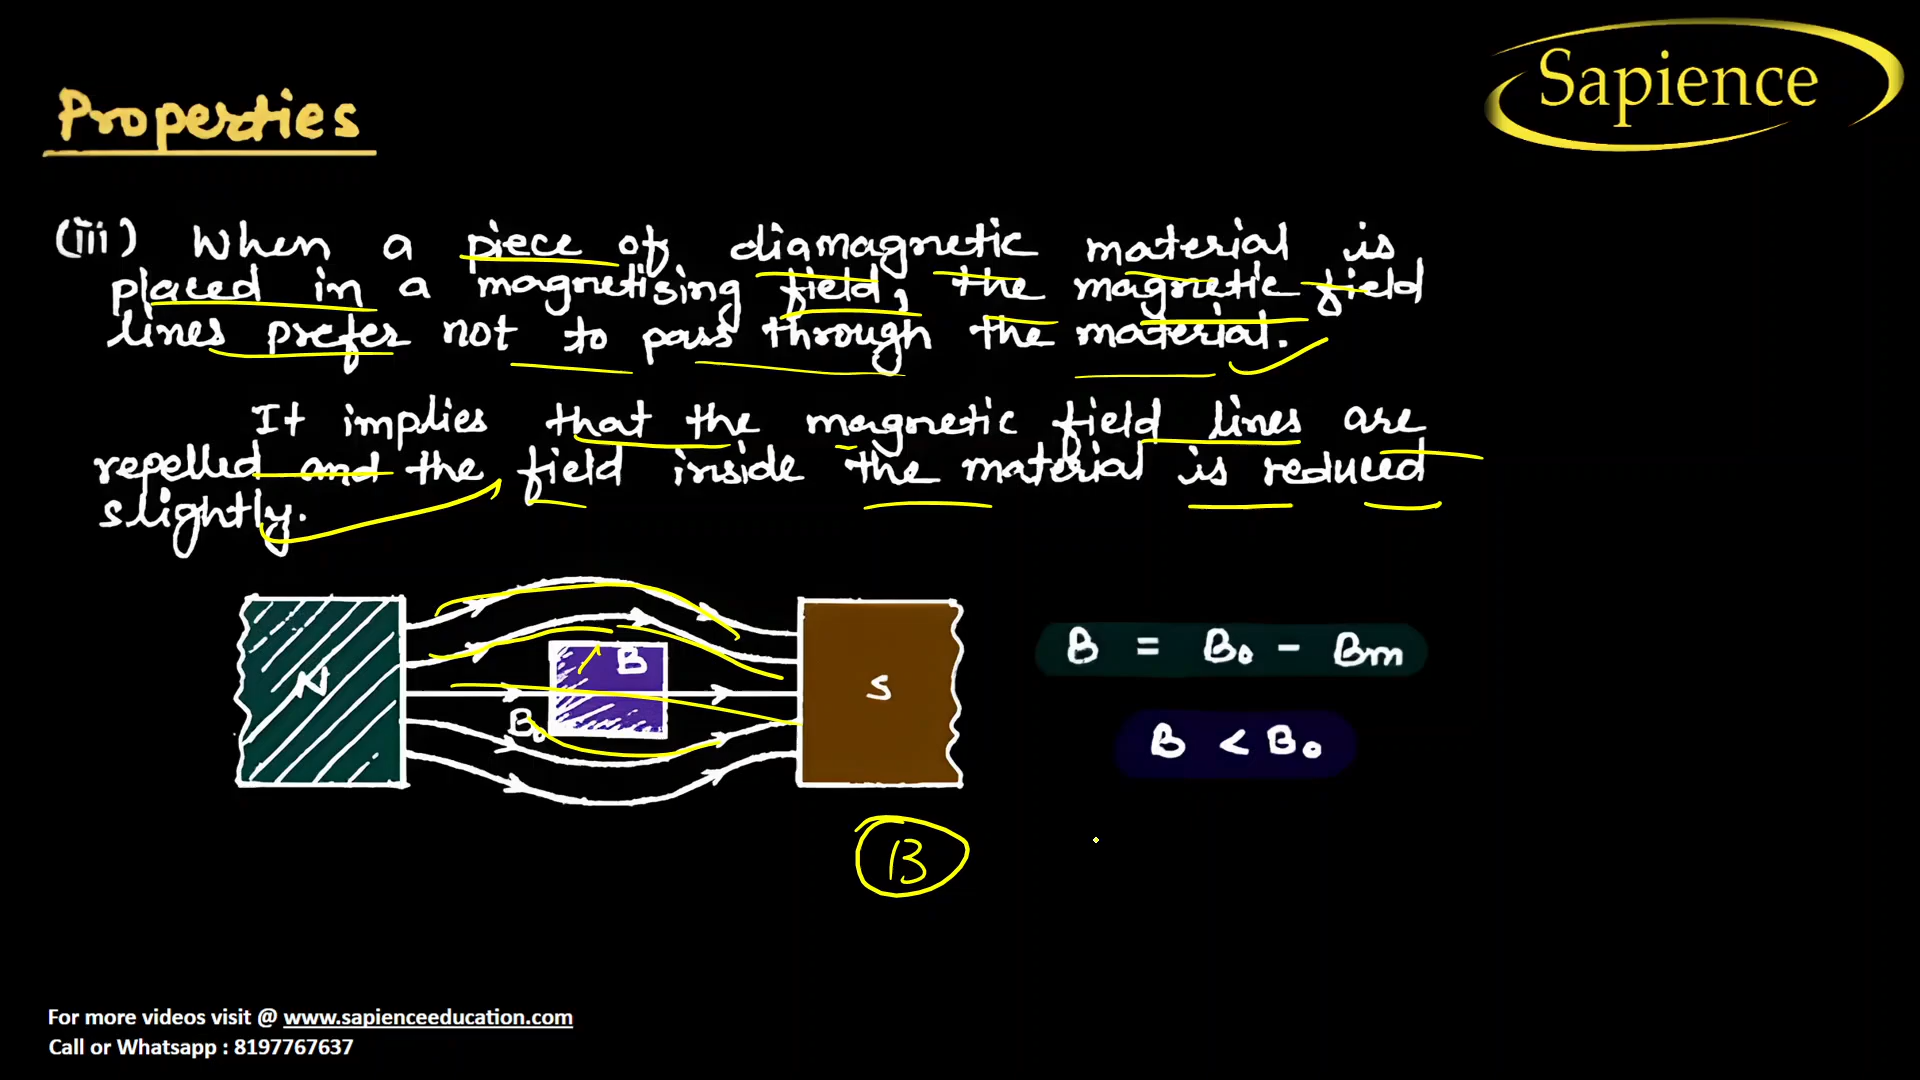 Sapience
Properties
(iii) When a piece of diamagnetic material is
placed in a magnetising field, the magnetic field
lines prefer not to pass through the material.
It implies that the magnetic field lines are
repelled and the field inside the material is reduced
slightly.
N
B
B₀
S
B = B₀ - Bm
B < B₀
B
For more videos visit @ www.sapienceeducation.com
Call or Whatsapp : 8197767637